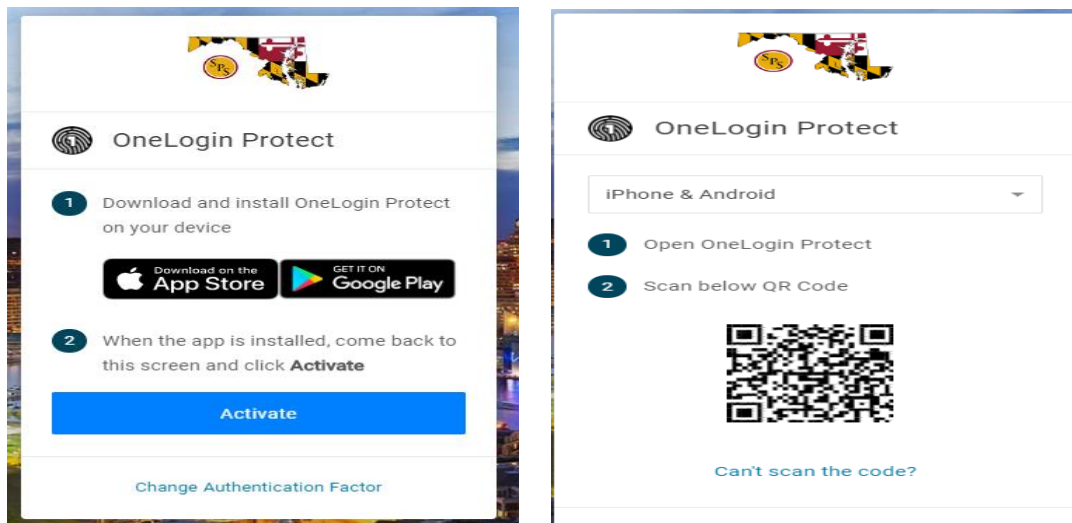 SPS
OneLogin Protect
1 Download and install OneLogin Protect
on your device
Download on the
App Store
GET IT ON
Google Play
2 When the app is installed, come back to
this screen and click Activate
Activate
Change Authentication Factor
SPS
OneLogin Protect
iPhone & Android
1 Open OneLogin Protect
2 Scan below QR Code
Can't scan the code?